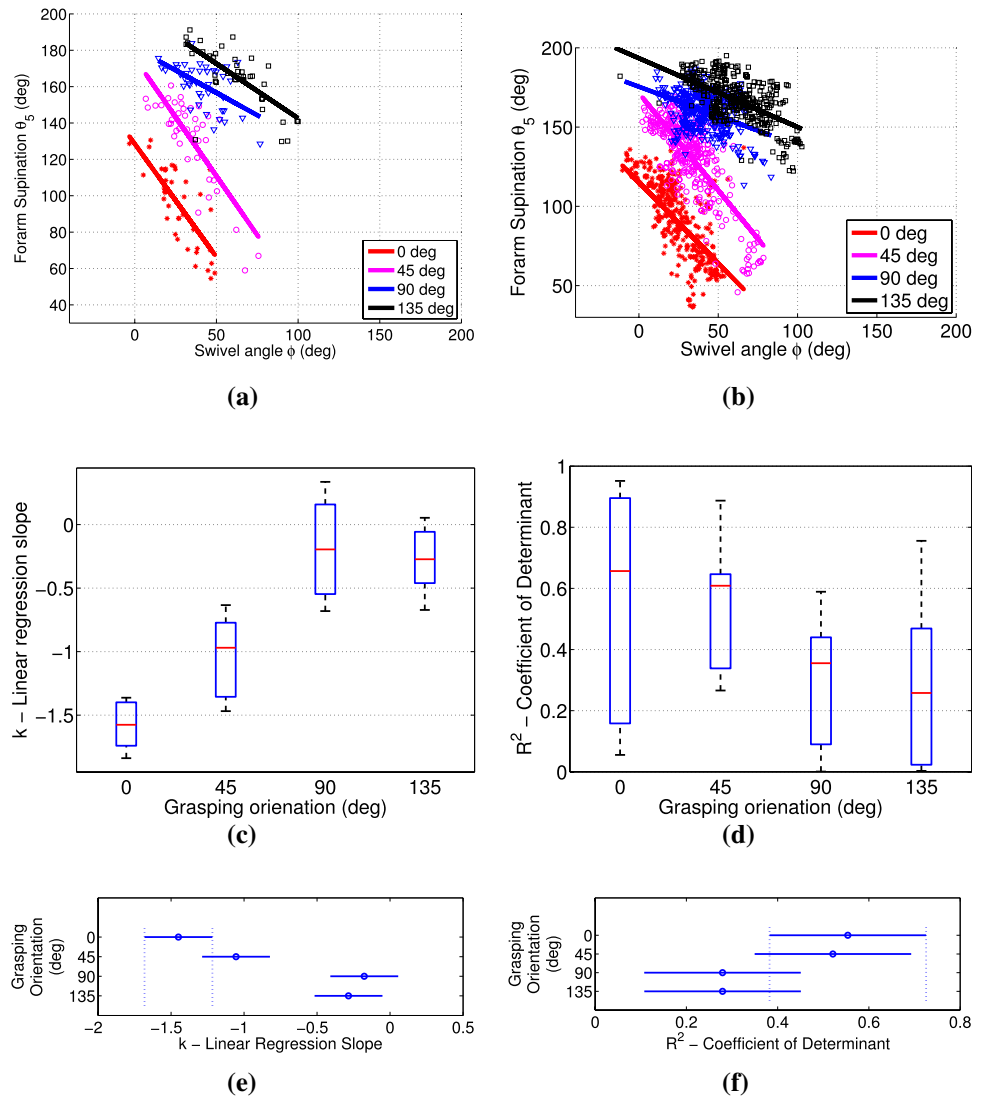 200
180
160
140
120
100
80
60
40
Forarm Supination θ5 (deg)
0 deg
45 deg
90 deg
135 deg
0 50 100 150 200
Swivel angle ϕ (deg)
(a)
200
150
100
50
Forarm Supination θ5 (deg)
0 deg
45 deg
90 deg
135 deg
0 50 100 150 200
Swivel angle ϕ (deg)
(b)
0
−0.5
−1
−1.5
k − Linear regression slope
0 45 90 135
Grasping orienation (deg)
(c)
1
0.8
0.6
0.4
0.2
0
R2 − Coefficient of Determinant
0 45 90 135
Grasping orienation (deg)
(d)
Grasping
Orientation
(deg)
0
45
90
135
−2 −1.5 −1 −0.5 0 0.5
k − Linear Regression Slope
(e)
Grasping
Orientation
(deg)
0
45
90
135
0 0.2 0.4 0.6 0.8
R2 − Coefficient of Determinant
(f)